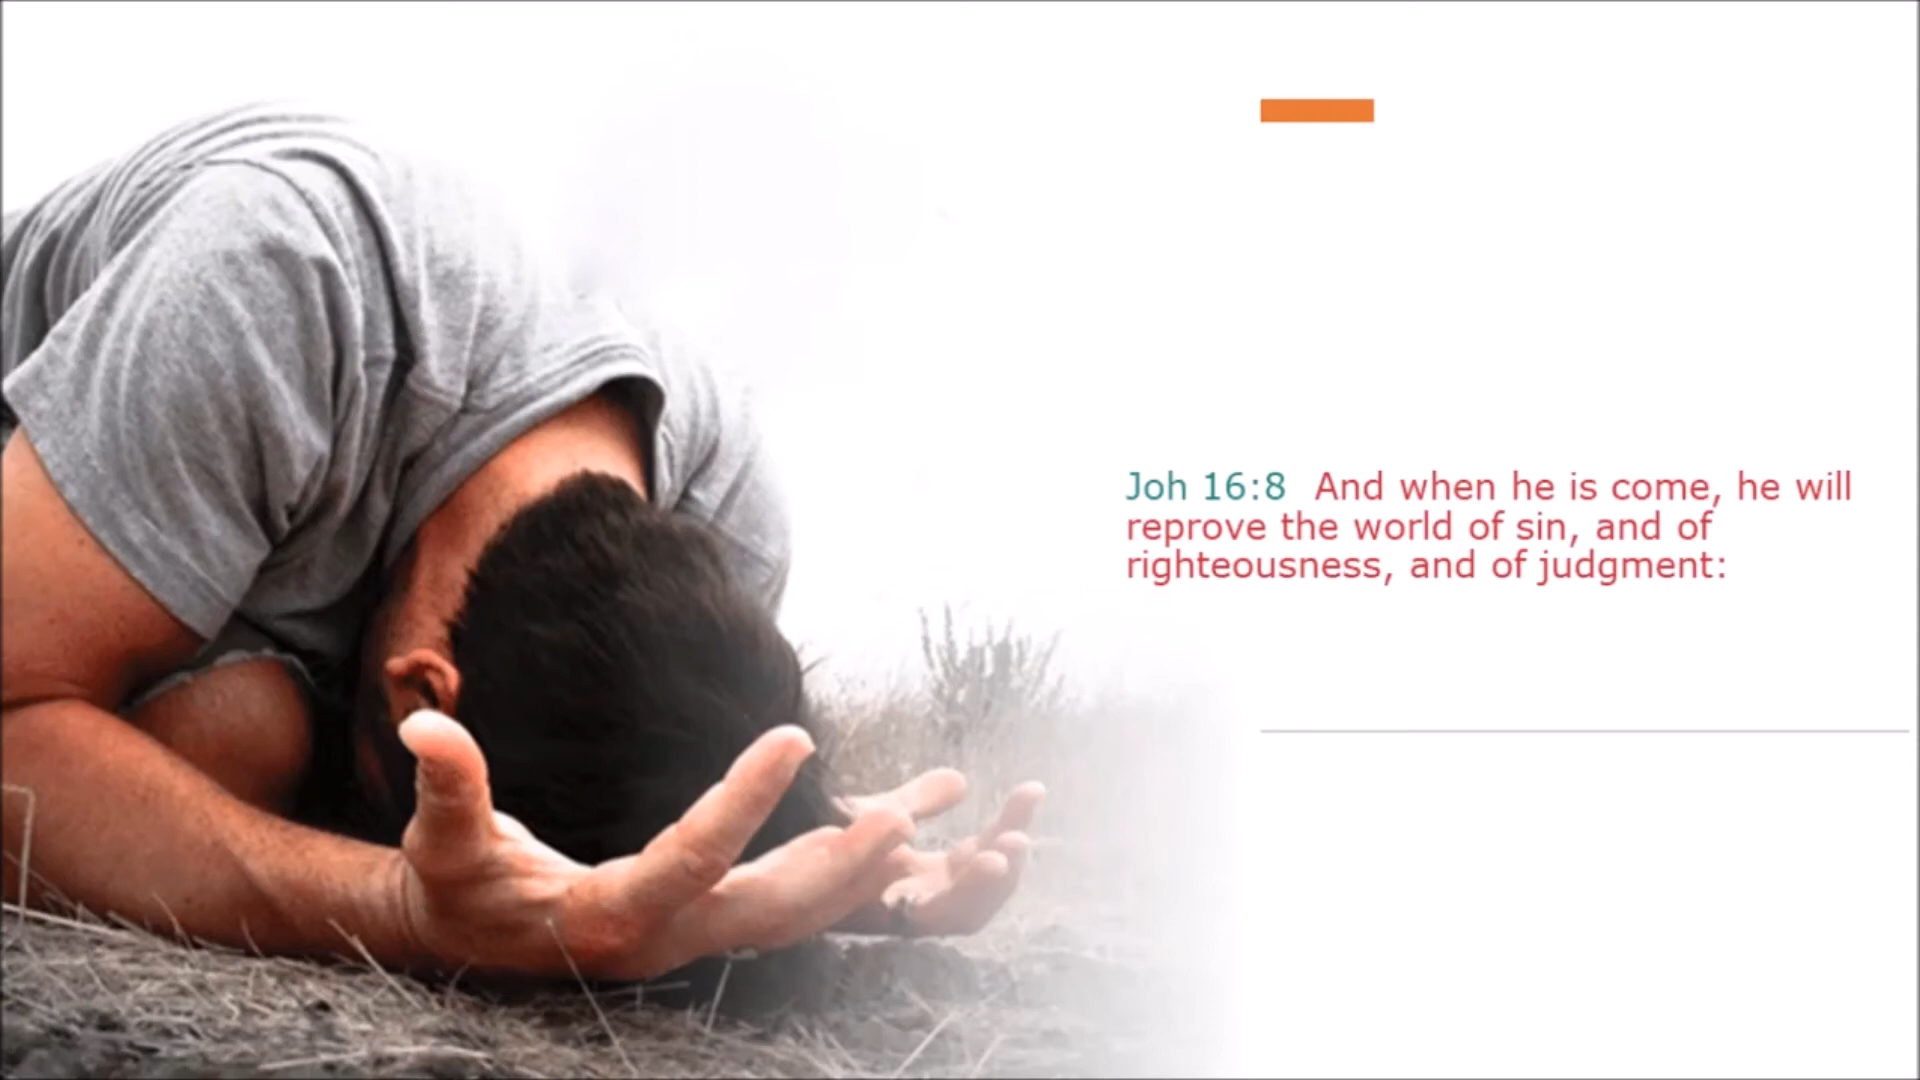 Joh 16:8  And when he is come, he will
reprove the world of sin, and of
righteousness, and of judgment: